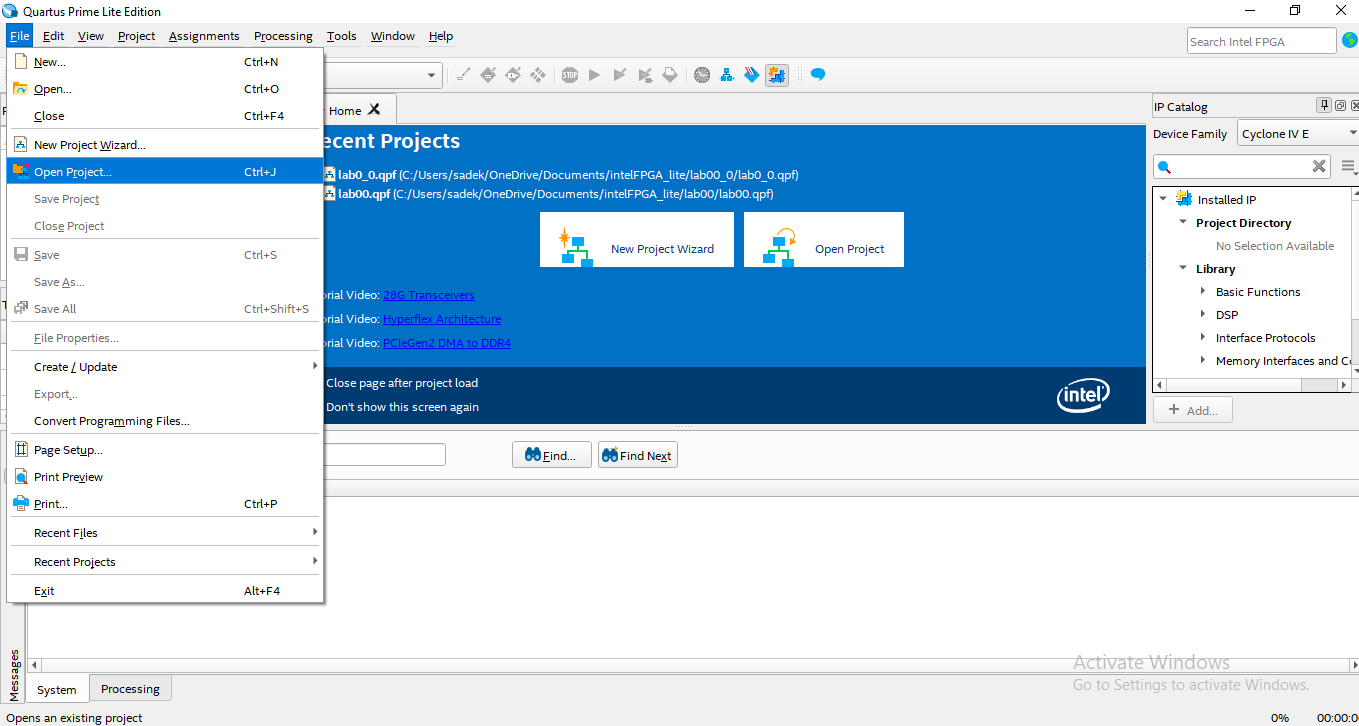 Quartus Prime Lite Edition
File Edit View Project Assignments Processing Tools Window Help
Search Intel FPGA
New... Ctrl+N
Open... Ctrl+O
Close Ctrl+F4
New Project Wizard...
Open Project... Ctrl+J
Save Project
Close Project
Save Ctrl+S
Save As...
Save All Ctrl+Shift+S
File Properties...
Create / Update
Export...
Convert Programming Files...
Page Setup...
Print Preview
Print... Ctrl+P
Recent Files
Recent Projects
Exit Alt+F4
STOP
Home
ecent Projects
lab0_0.qpf (C:/Users/sadek/OneDrive/Documents/intelFPGA_lite/lab00_0/lab0_0.qpf)
lab00.qpf (C:/Users/sadek/OneDrive/Documents/intelFPGA_lite/lab00/lab00.qpf)
New Project Wizard
Open Project
orial Video: 28G Transceivers
orial Video: Hyperflex Architecture
orial Video: PCIeGen2 DMA to DDR4
Close page after project load
Don't show this screen again
intel
Find...
Find Next
IP Catalog
Device Family Cyclone IV E
Installed IP
Project Directory
No Selection Available
Library
Basic Functions
DSP
Interface Protocols
Memory Interfaces and C
+ Add...
Messages
System
Processing
Activate Windows
Go to Settings to activate Windows.
Opens an existing project
0% 00:00:0